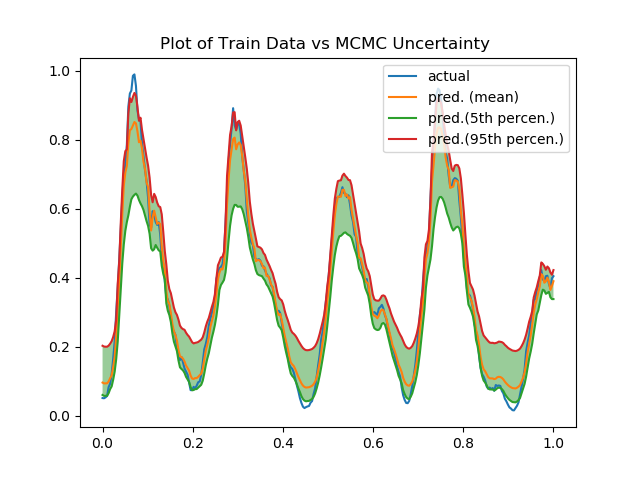 Plot of Train Data vs MCMC Uncertainty
actual
pred. (mean)
pred.(5th percen.)
pred.(95th percen.)
1.0
0.8
0.6
0.4
0.2
0.0
0.0 0.2 0.4 0.6 0.8 1.0